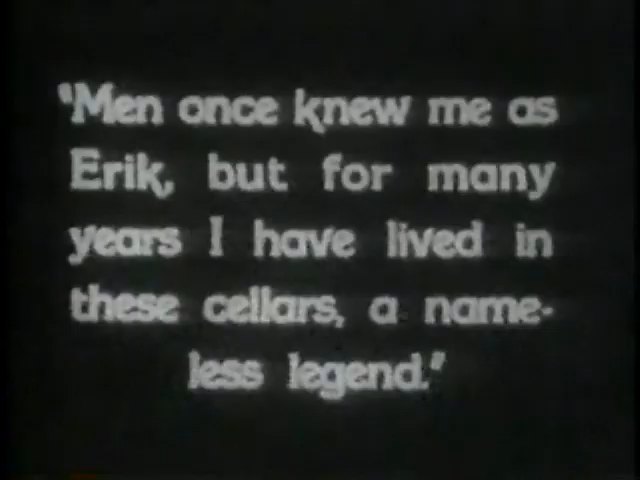 "Men once knew me as
Erik, but for many
years I have lived in
these cellars, a name-
less legend."